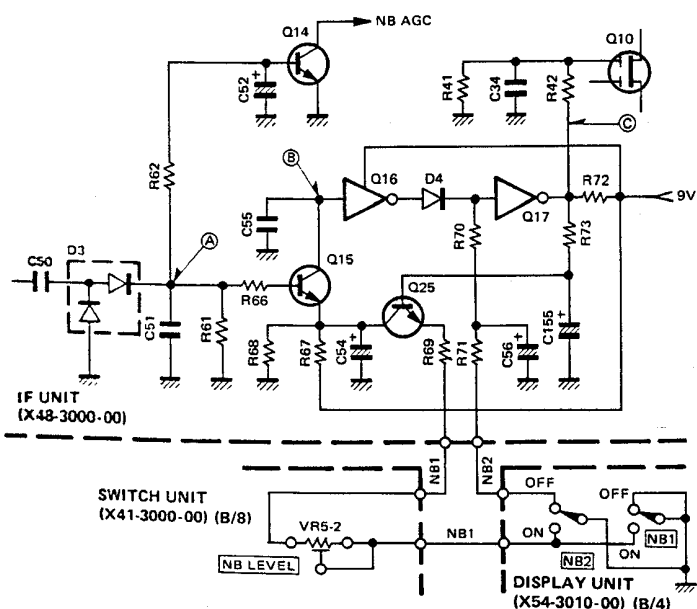 Q14
NB AGC
Q10
C52
+
R41
C34
R42
C
R62
B
Q16
D4
Q17
R72
9V
C55
R70
R73
D3
A
Q15
Q25
C50
R66
C51
R61
R68
R67
+
C54
R69
R71
+
C56
+
C155
IF UNIT
(X48-3000-00)
NB1
NB2
SWITCH UNIT
(X41-3000-00) (B/8)
OFF
OFF
VR5-2
NB1
ON
ON
NB1
NB LEVEL
NB2
DISPLAY UNIT
(X54-3010-00) (B/4)